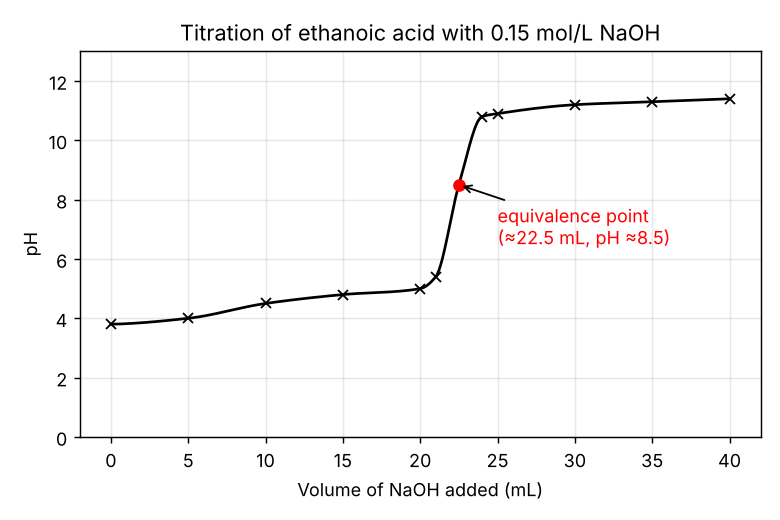 Titration of ethanoic acid with 0.15 mol/L NaOH
12
10
8
6
4
2
0
pH
equivalence point
(≈22.5 mL, pH ≈8.5)
0 5 10 15 20 25 30 35 40
Volume of NaOH added (mL)